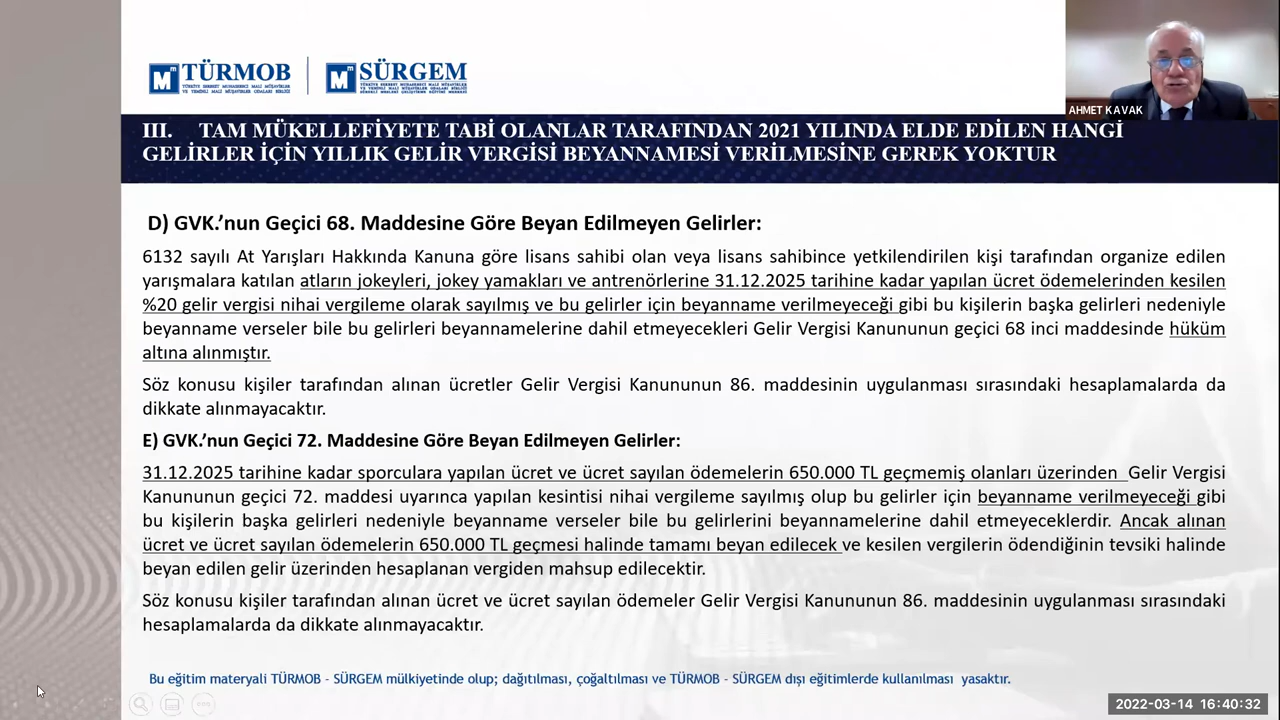 TÜRMOB
SÜRGEM
AHMET KAVAK
III. TAM MÜKELLEFİYETE TABİ OLANLAR TARAFINDAN 2021 YILINDA ELDE EDİLEN HANGİ
GELİRLER İÇİN YILLIK GELİR VERGİSİ BEYANNAMESİ VERİLMESİNE GEREK YOKTUR
D) GVK.’nun Geçici 68. Maddesine Göre Beyan Edilmeyen Gelirler:
6132 sayılı At Yarışları Hakkında Kanuna göre lisans sahibi olan veya lisans sahibince yetkilendirilen kişi tarafından organize edilen
yarışmalara katılan atların jokeyleri, jokey yamakları ve antrenörlerine 31.12.2025 tarihine kadar yapılan ücret ödemelerinden kesilen
%20 gelir vergisi nihai vergileme olarak sayılmış ve bu gelirler için beyanname verilmeyeceği gibi bu kişilerin başka gelirleri nedeniyle
beyanname verseler bile bu gelirleri beyannamelerine dahil etmeyecekleri Gelir Vergisi Kanununun geçici 68 inci maddesinde hüküm
altına alınmıştır.
Söz konusu kişiler tarafından alınan ücretler Gelir Vergisi Kanununun 86. maddesinin uygulanması sırasındaki hesaplamalarda da
dikkate alınmayacaktır.
E) GVK.’nun Geçici 72. Maddesine Göre Beyan Edilmeyen Gelirler:
31.12.2025 tarihine kadar sporculara yapılan ücret ve ücret sayılan ödemelerin 650.000 TL geçmemiş olanları üzerinden Gelir Vergisi
Kanununun geçici 72. maddesi uyarınca yapılan kesintisi nihai vergileme sayılmış olup bu gelirler için beyanname verilmeyeceği gibi
bu kişilerin başka gelirleri nedeniyle beyanname verseler bile bu gelirlerini beyannamelerine dahil etmeyeceklerdir. Ancak alınan
ücret ve ücret sayılan ödemelerin 650.000 TL geçmesi halinde tamamı beyan edilecek ve kesilen vergilerin ödendiğinin tevsiki halinde
beyan edilen gelir üzerinden hesaplanan vergiden mahsup edilecektir.
Söz konusu kişiler tarafından alınan ücret ve ücret sayılan ödemeler Gelir Vergisi Kanununun 86. maddesinin uygulanması sırasındaki
hesaplamalarda da dikkate alınmayacaktır.
Bu eğitim materyali TÜRMOB - SÜRGEM mülkiyetinde olup; dağıtılması, çoğaltılması ve TÜRMOB - SÜRGEM dışı eğitimlerde kullanılması yasaktır.
2022-03-14 16:40:32